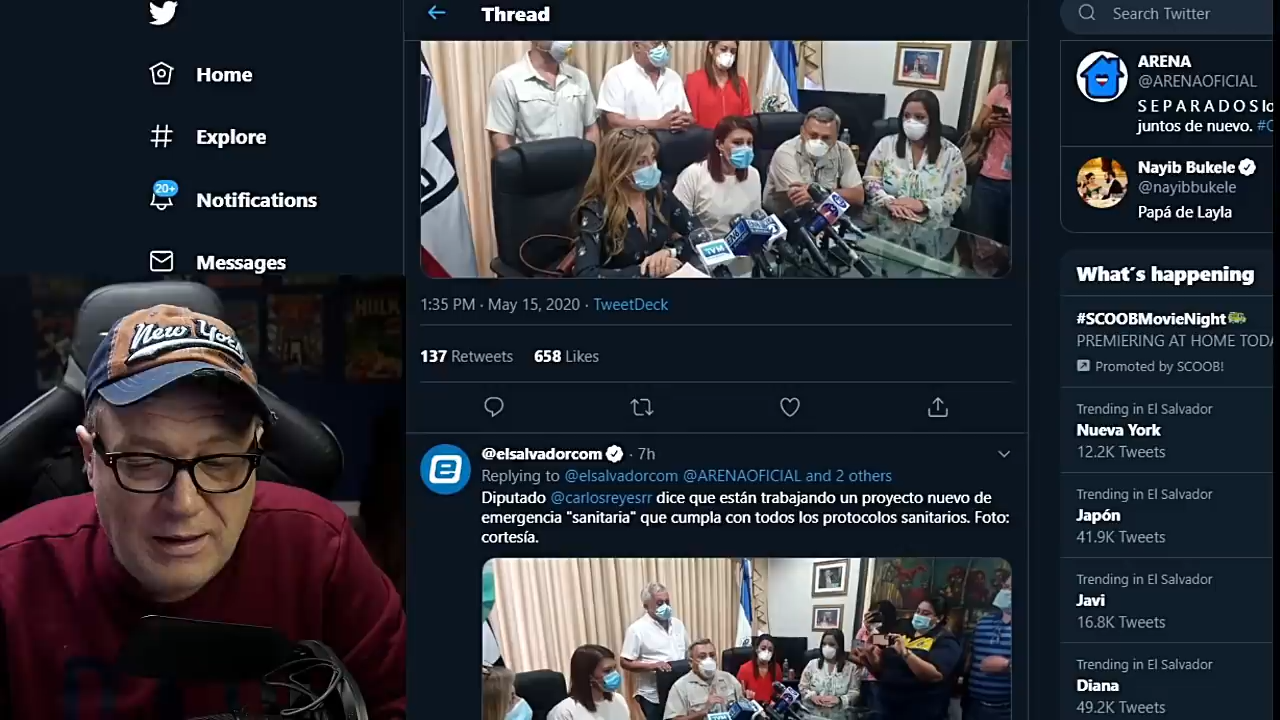 Thread
Search Twitter
Home
Explore
20+
Notifications
Messages
ARENA
@ARENAOFICIAL
S E P A R A D O S lo
juntos de nuevo. #C
Nayib Bukele
@nayibbukele
Papá de Layla
TVM
1:35 PM · May 15, 2020 · TweetDeck
137 Retweets 658 Likes
What's happening
#SCOOBMovieNight
PREMIERING AT HOME TODA
Promoted by SCOOB!
Trending in El Salvador
Nueva York
12.2K Tweets
Trending in El Salvador
Japón
41.9K Tweets
Trending in El Salvador
Javi
16.8K Tweets
Trending in El Salvador
Diana
49.2K Tweets
@elsalvadorcom · 7h
Replying to @elsalvadorcom @ARENAOFICIAL and 2 others
Diputado @carlosreyesrr dice que están trabajando un proyecto nuevo de
emergencia "sanitaria" que cumpla con todos los protocolos sanitarios. Foto:
cortesía.
New York
HULK